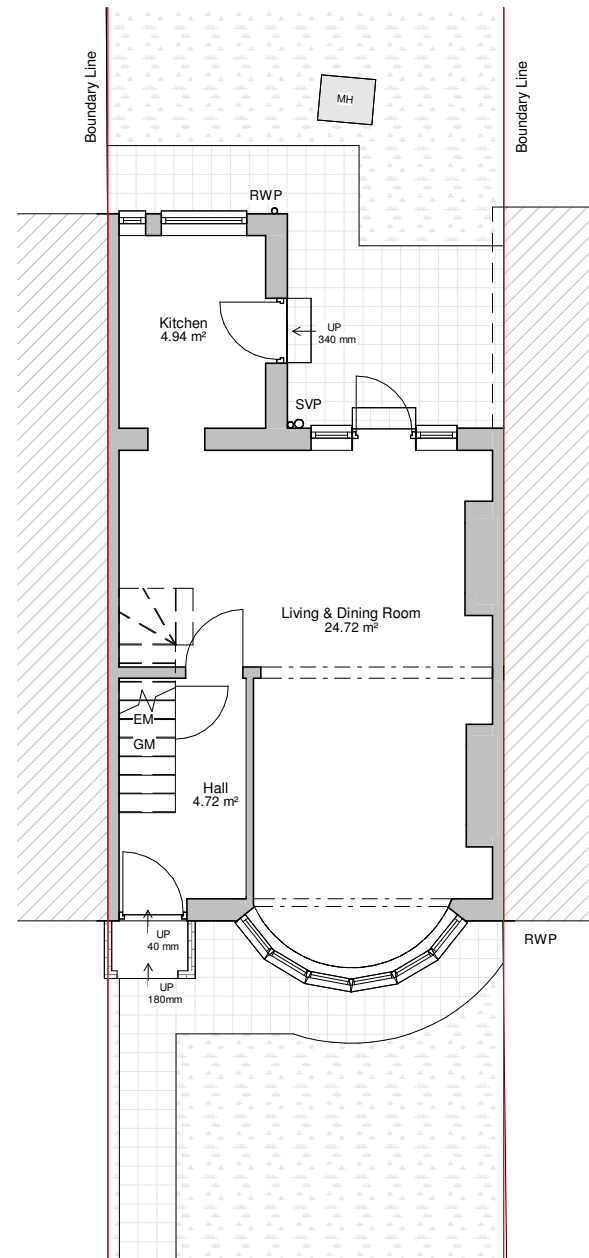 Boundary Line
Boundary Line
MH
RWP
Kitchen
4.94 m²
UP
340 mm
SVP
Living & Dining Room
24.72 m²
EM
GM
Hall
4.72 m²
UP
40 mm
RWP
UP
180mm